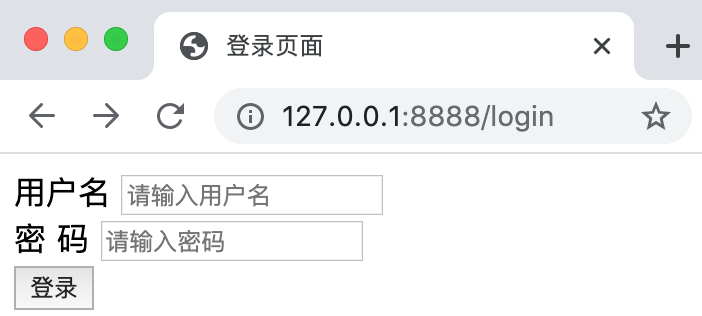 登录页面
127.0.0.1:8888/login
用户名 请输入用户名
密 码 请输入密码
登录